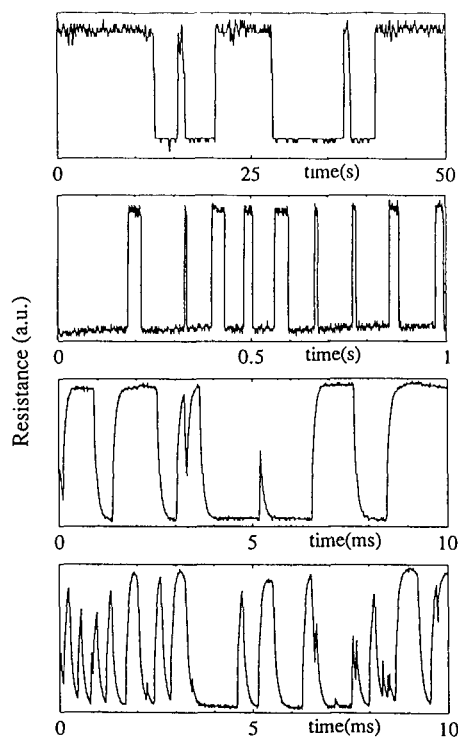 Resistance (a.u.)
0 25 time(s) 50
0 0.5 time(s) 1
0 5 time(ms) 10
0 5 time(ms) 10